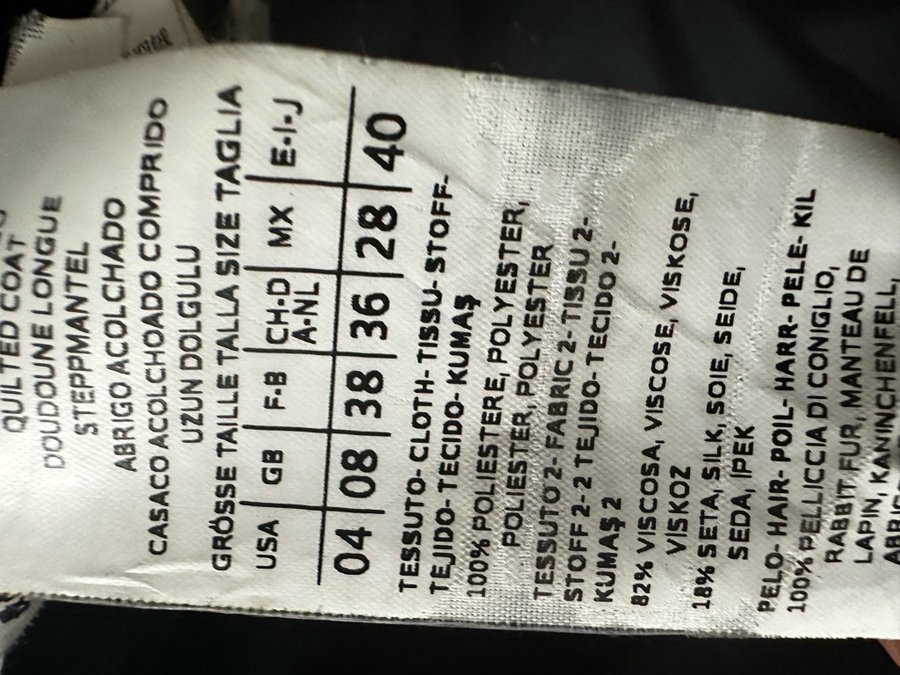 QUILTED COAT
DOUDOUNE LONGUE
STEPPMANTEL
ABRIGO ACOLCHADO
CASACO ACOLCHOADO COMPRIDO
UZUN DOLGULU
GRÖSSE TAILLE TALLA SIZE TAGLIA
USA GB F-B CH-D A-NL MX E-I-J
04 08 38 36 28 40
TESSUTO- CLOTH- TISSU- STOFF-
TEJIDO- TECIDO- KUMAŞ
100% POLIESTERE, POLYESTER,
POLIESTER, POLYESTER
TESSUTO 2- FABRIC 2- TISSU 2-
STOFF 2- 2 TEJIDO- TECIDO 2-
KUMAŞ 2
82% VISCOSA, VISCOSE, VISCOSE, VISKOSE,
VISKOZ
18% SETA, SILK, SOIE, SEIDE,
SEDA, IPEK
PELO- HAIR- POIL- HARR- PELE- KIL
100% PELLICCIA DI CONIGLIO,
RABBIT FUR, MANTEAU DE
LAPIN, KANINCHENFELL,